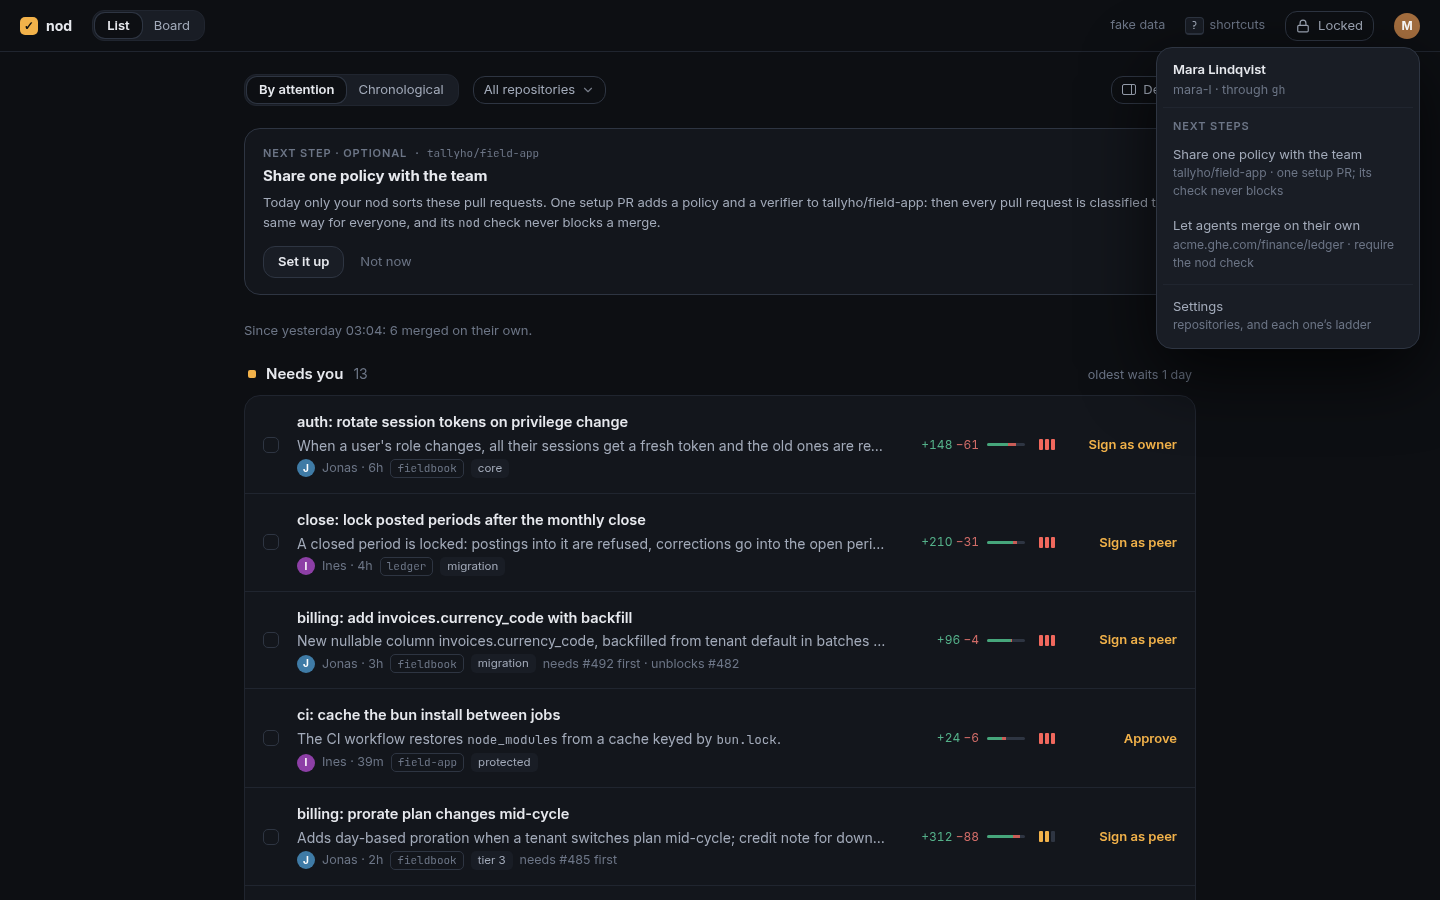 nod
List
Board
fake data
? shortcuts
Locked
M
By attention
Chronological
All repositories
Mara Lindqvist
mara-l · through gh
NEXT STEPS
Share one policy with the team
tallyho/field-app · one setup PR; its
check never blocks
Let agents merge on their own
acme.ghe.com/finance/ledger · require
the nod check
Settings
repositories, and each one’s ladder
NEXT STEP · OPTIONAL · tallyho/field-app
Share one policy with the team
Today only your nod sorts these pull requests. One setup PR adds a policy and a verifier to tallyho/field-app: then every pull request is classified
same way for everyone, and its nod check never blocks a merge.
Set it up
Not now
Since yesterday 03:04: 6 merged on their own.
Needs you 13
oldest waits 1 day
auth: rotate session tokens on privilege change
When a user's role changes, all their sessions get a fresh token and the old ones are re…
J Jonas · 6h fieldbook core
+148 −61
Sign as owner
close: lock posted periods after the monthly close
A closed period is locked: postings into it are refused, corrections go into the open peri…
I Ines · 4h ledger migration
+210 −31
Sign as peer
billing: add invoices.currency_code with backfill
New nullable column invoices.currency_code, backfilled from tenant default in batches …
J Jonas · 3h fieldbook migration needs #492 first · unblocks #482
+96 −4
Sign as peer
ci: cache the bun install between jobs
The CI workflow restores node_modules from a cache keyed by bun.lock.
I Ines · 39m field-app protected
+24 −6
Approve
billing: prorate plan changes mid-cycle
Adds day-based proration when a tenant switches plan mid-cycle; credit note for down…
J Jonas · 2h fieldbook tier 3 needs #485 first
+312 −88
Sign as peer